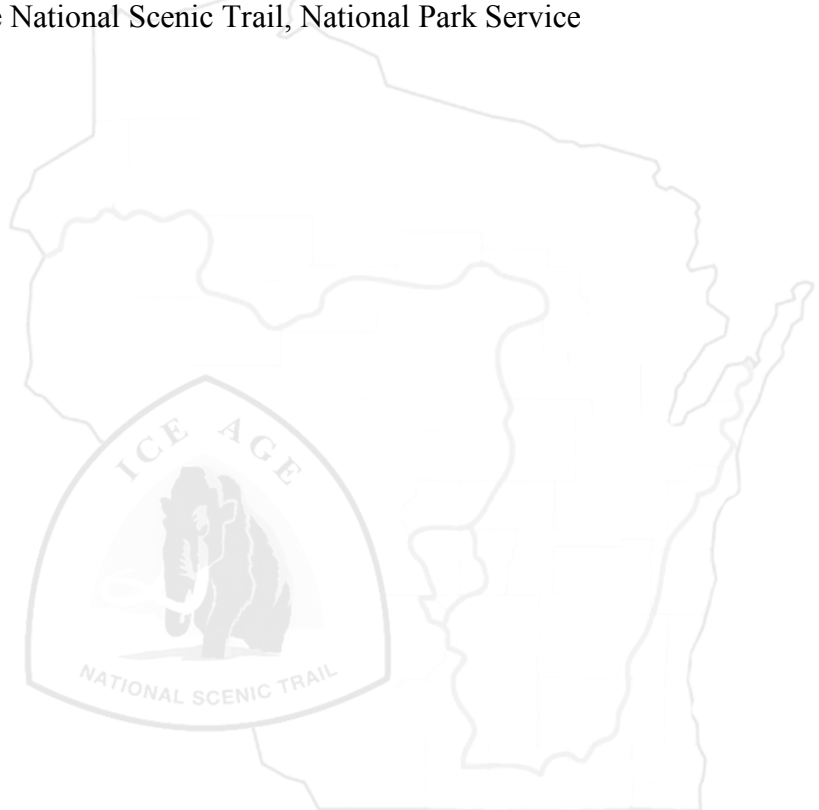 e National Scenic Trail, National Park Service
ICE AGE
NATIONAL SCENIC TRAIL